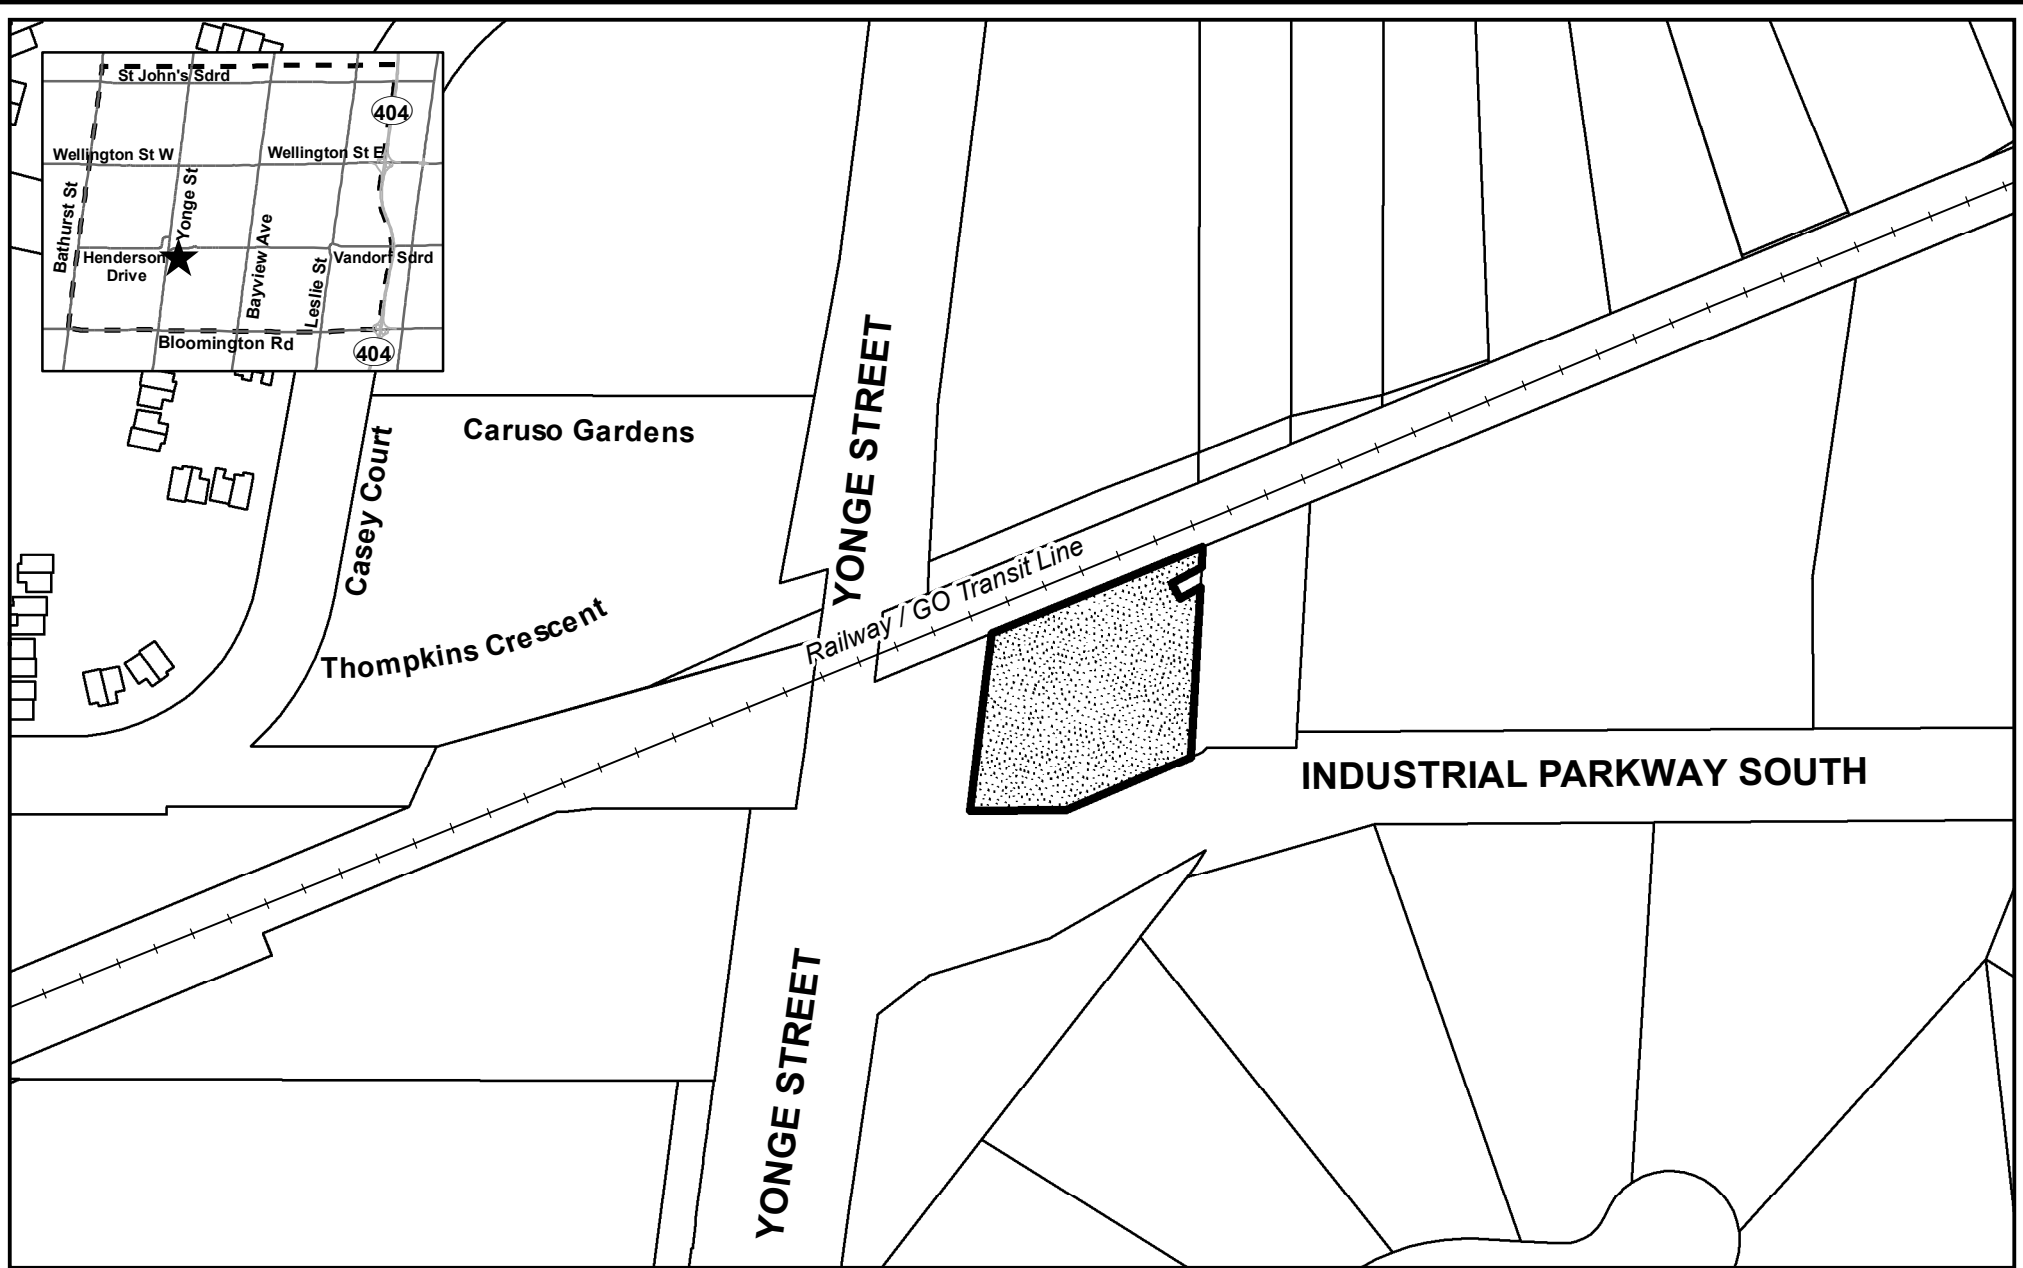 St John's Sdrd
404
Wellington St W
Wellington St E
Bathurst St
Yonge St
Bayview Ave
Leslie St
Henderson
Drive
Vandorf Sdrd
Bloomington Rd
404
Caruso Gardens
Casey Court
Thompkins Crescent
YONGE STREET
Railway / GO Transit Line
INDUSTRIAL PARKWAY SOUTH
YONGE STREET